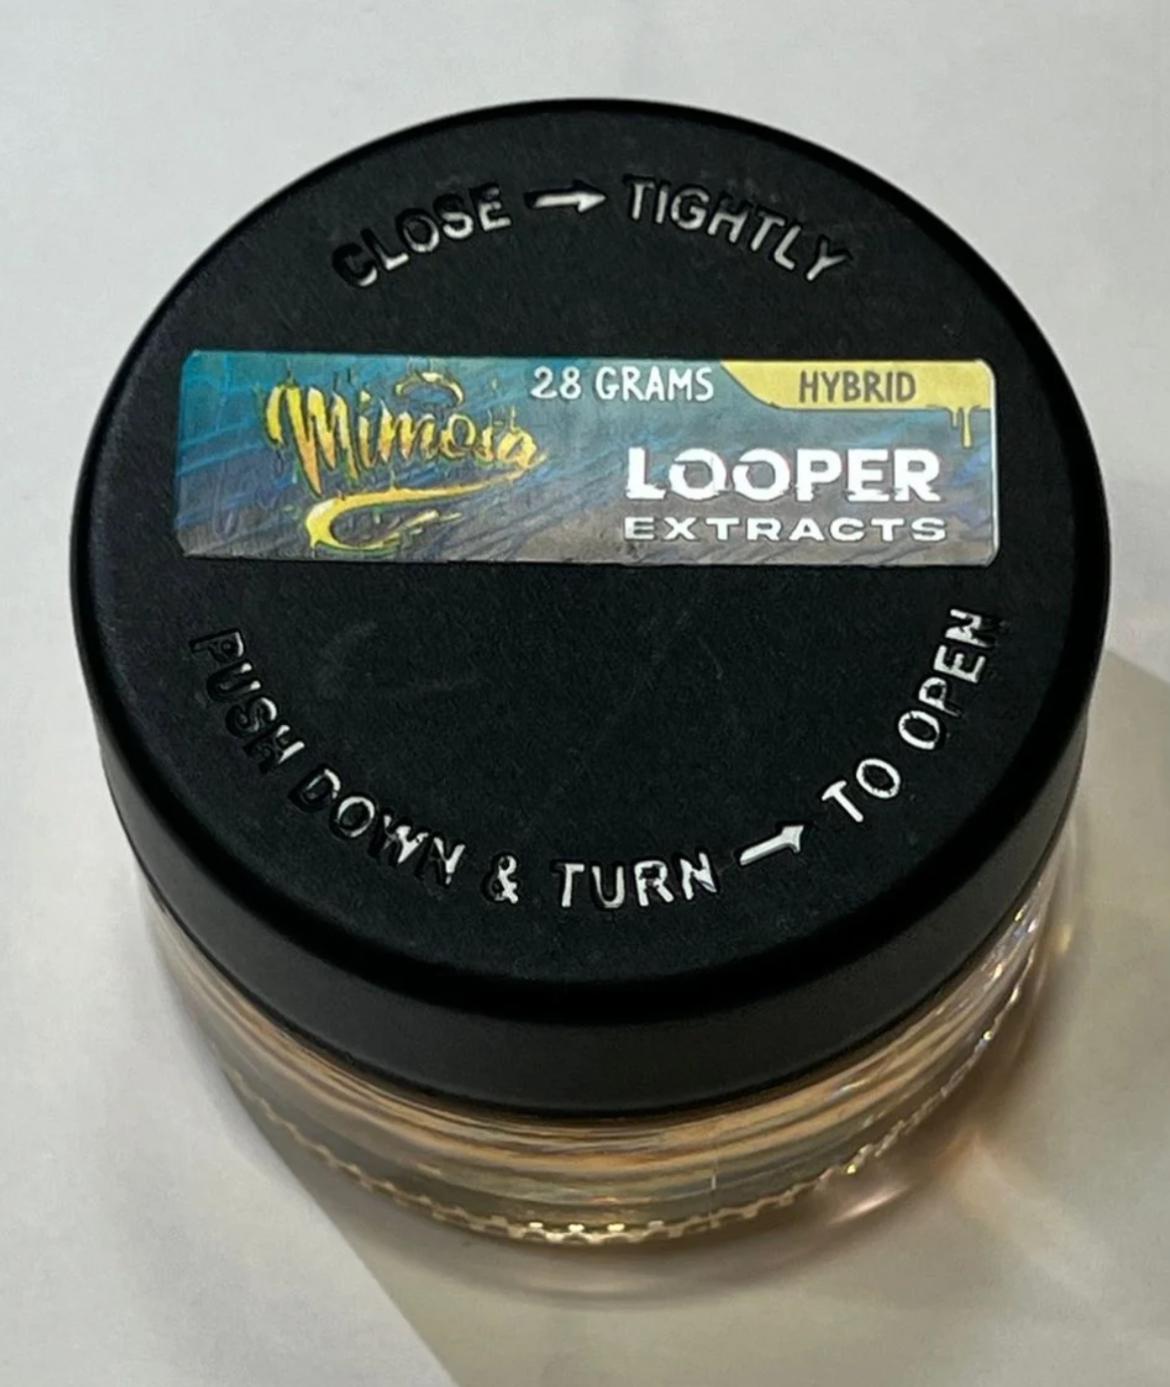 CLOSE → TIGHTLY
28 GRAMS
HYBRID
Mimosa
LOOPER
EXTRACTS
PUSH DOWN & TURN → TO OPEN